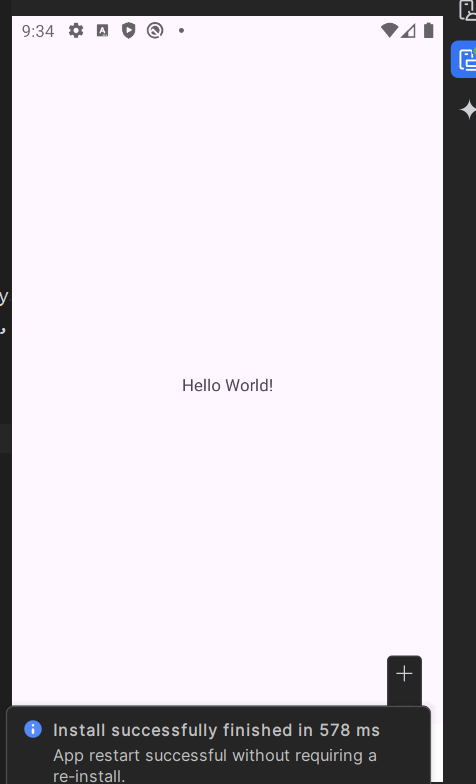 9:34
y
,
Hello World!
Install successfully finished in 578 ms
App restart successful without requiring a
re-install.